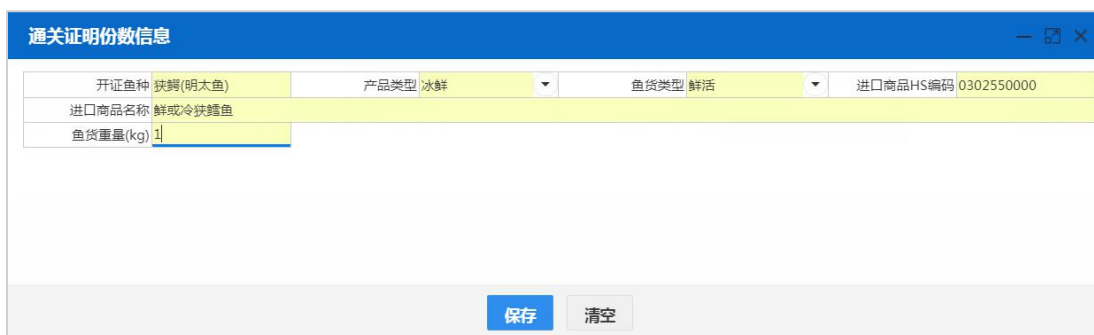 通关证明份数信息
开证鱼种 狭鳕(明太鱼) 产品类型 冰鲜 鱼货类型 鲜活 进口商品HS编码 0302550000
进口商品名称 鲜或冷狭鳕鱼
鱼货重量(kg) 1
保存 清空